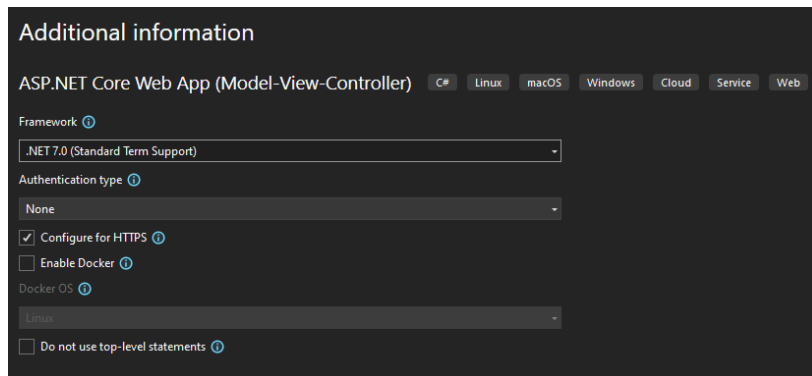 Additional information
ASP.NET Core Web App (Model-View-Controller) C# Linux macOS Windows Cloud Service Web
Framework
.NET 7.0 (Standard Term Support)
Authentication type
None
Configure for HTTPS
Enable Docker
Docker OS
Linux
Do not use top-level statements